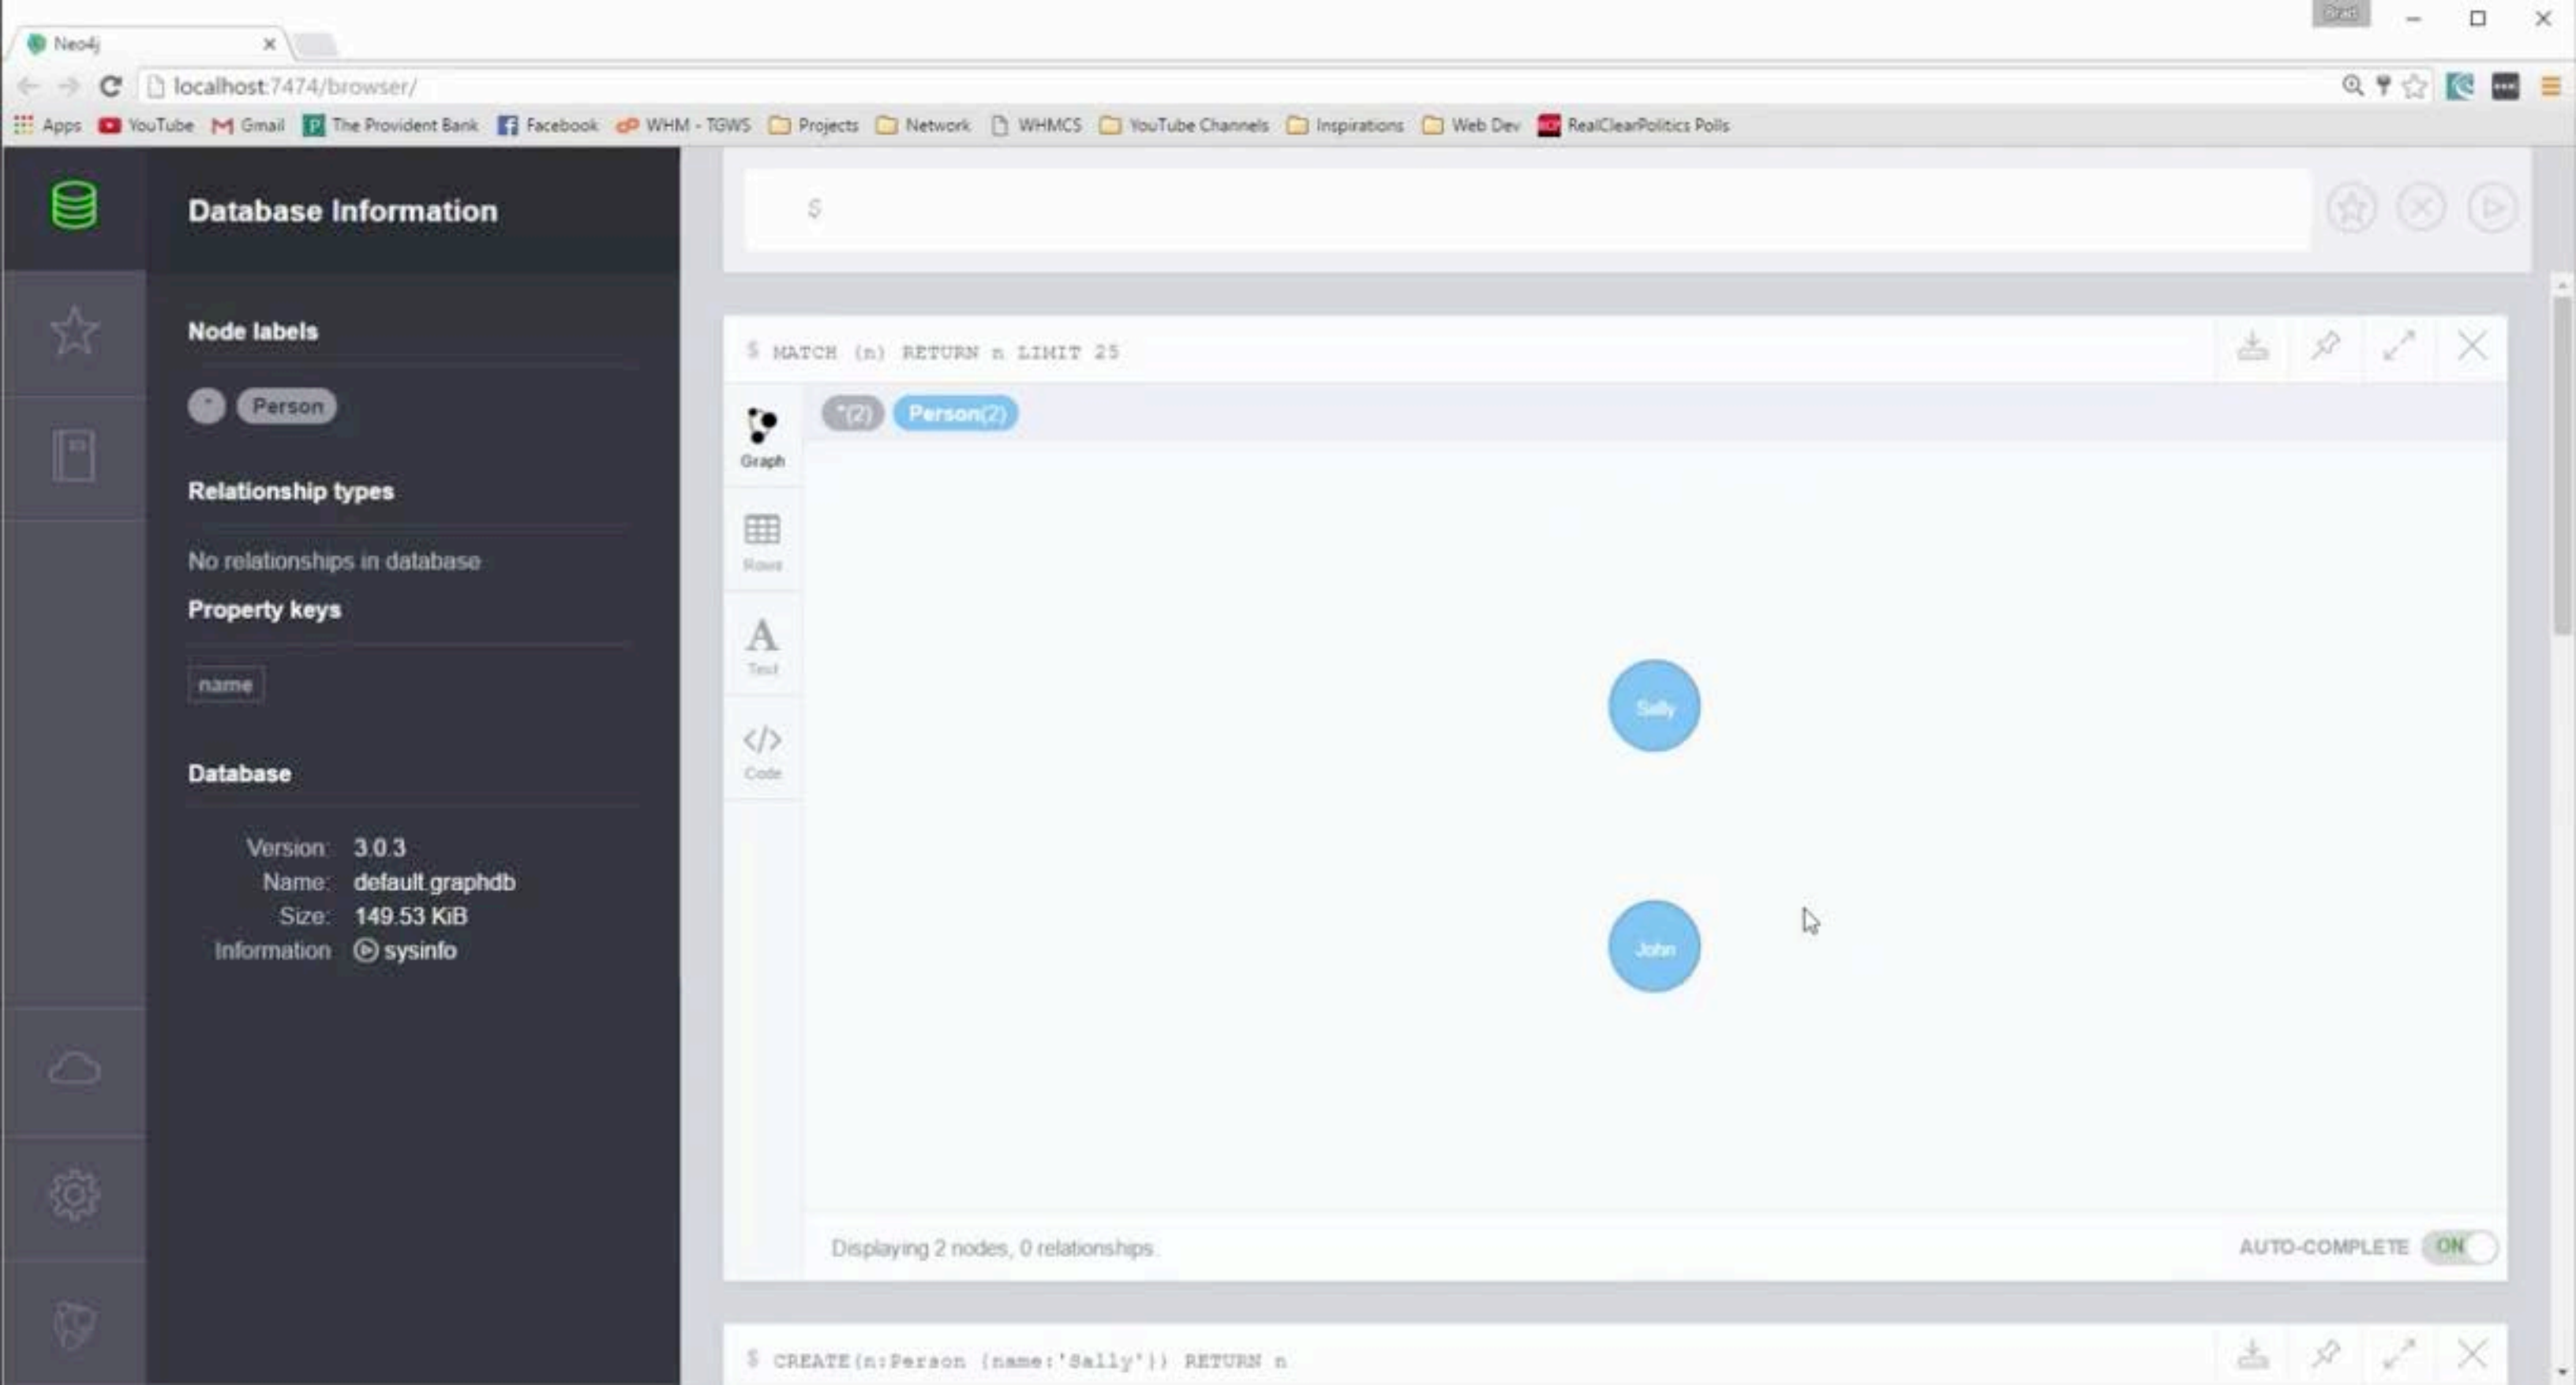 Brad
Neo4j
localhost:7474/browser/
Apps YouTube Gmail The Provident Bank Facebook WHM - TGWS Projects Network WHMCS YouTube Channels Inspirations Web Dev RealClearPolitics Polls
Database Information
$
Node labels
$ MATCH (n) RETURN n LIMIT 25
* Person
*(2) Person(2)
Graph
Relationship types
No relationships in database
Rows
Property keys
name
Text
Sally
Database
Code
Version: 3.0.3
Name: default.graphdb
Size: 149.53 KiB
Information sysinfo
John
Displaying 2 nodes, 0 relationships.
AUTO-COMPLETE ON
$ CREATE(n:Person {name:'Sally'}) RETURN n